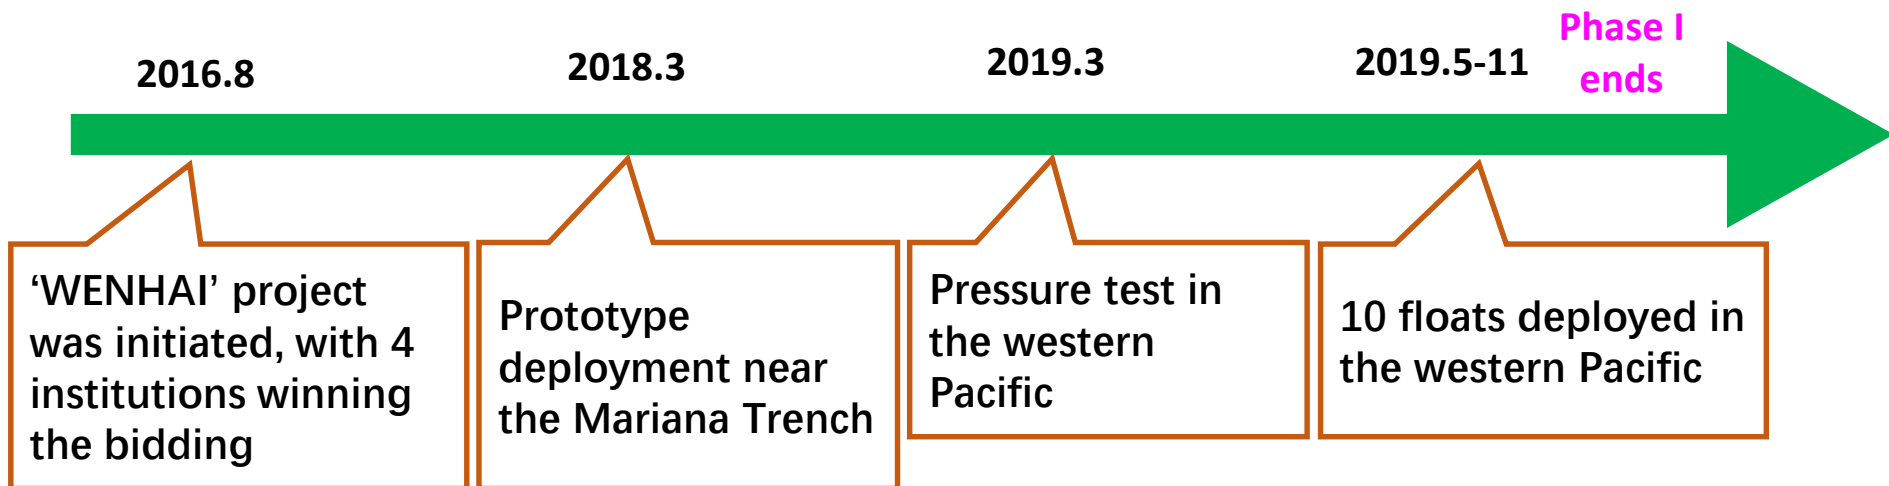 2016.8
2018.3
2019.3
2019.5-11
Phase I
ends
‘WENHAI’ project
was initiated, with 4
institutions winning
the bidding
Prototype
deployment near
the Mariana Trench
Pressure test in
the western
Pacific
10 floats deployed in
the western Pacific